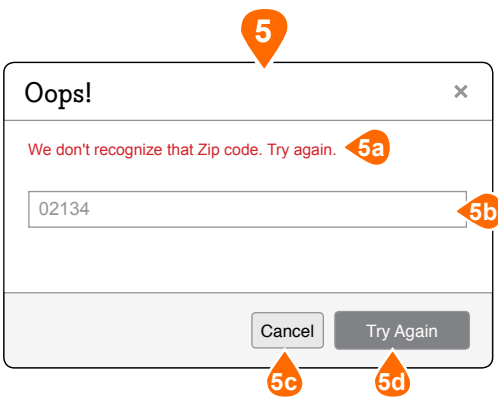 5
Oops! ×
We don't recognize that Zip code. Try again. 5a
02134 5b
Cancel Try Again
5c 5d